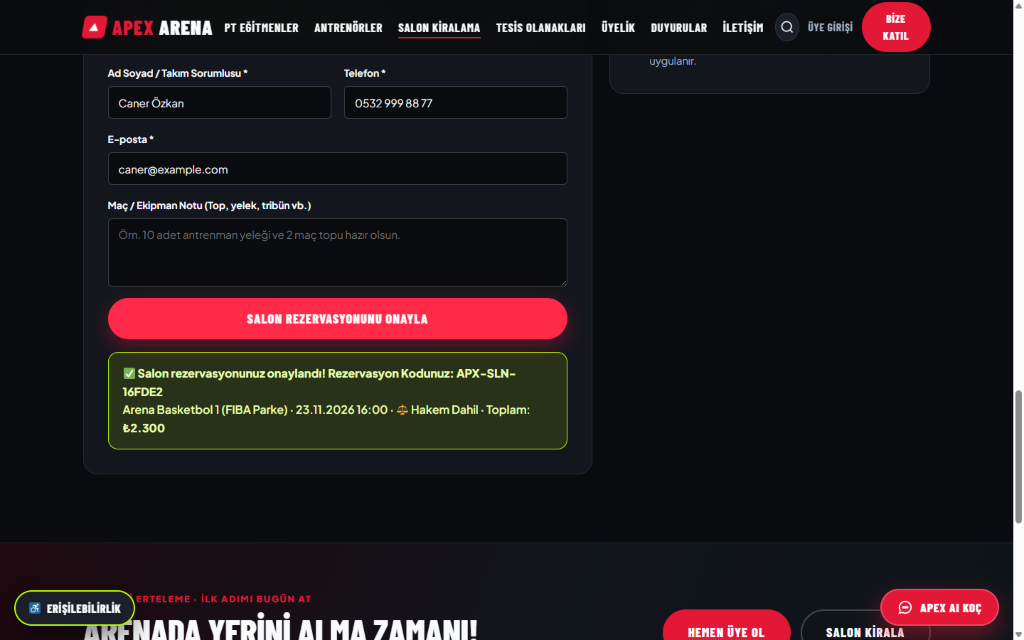 APEX ARENA
PT EĞİTMENLER
ANTRENÖRLER
SALON KİRALAMA
TESİS OLANAKLARI
ÜYELİK
DUYURULAR
İLETİŞİM
ÜYE GİRİŞİ
BİZE
KATIL
uygulanır.
Ad Soyad / Takım Sorumlusu *
Telefon *
Caner Özkan
0532 999 88 77
E-posta *
caner@example.com
Maç / Ekipman Notu (Top, yelek, tribün vb.)
Örn. 10 adet antrenman yeleği ve 2 maç topu hazır olsun.
SALON REZERVASYONUNU ONAYLA
✅ Salon rezervasyonunuz onaylandı! Rezervasyon Kodunuz: APX-SLN-
16FDE2
Arena Basketbol 1 (FIBA Parke) · 23.11.2026 16:00 · ⚖️ Hakem Dahil · Toplam:
₺2.300
ERTELEME - İLK ADIMI BUGÜN AT
ARENADA YERİNİ ALMA ZAMANI!
♿ ERİŞİLEBİLİRLİK
HEMEN ÜYE OL
SALON KİRALA
APEX AI KOÇ